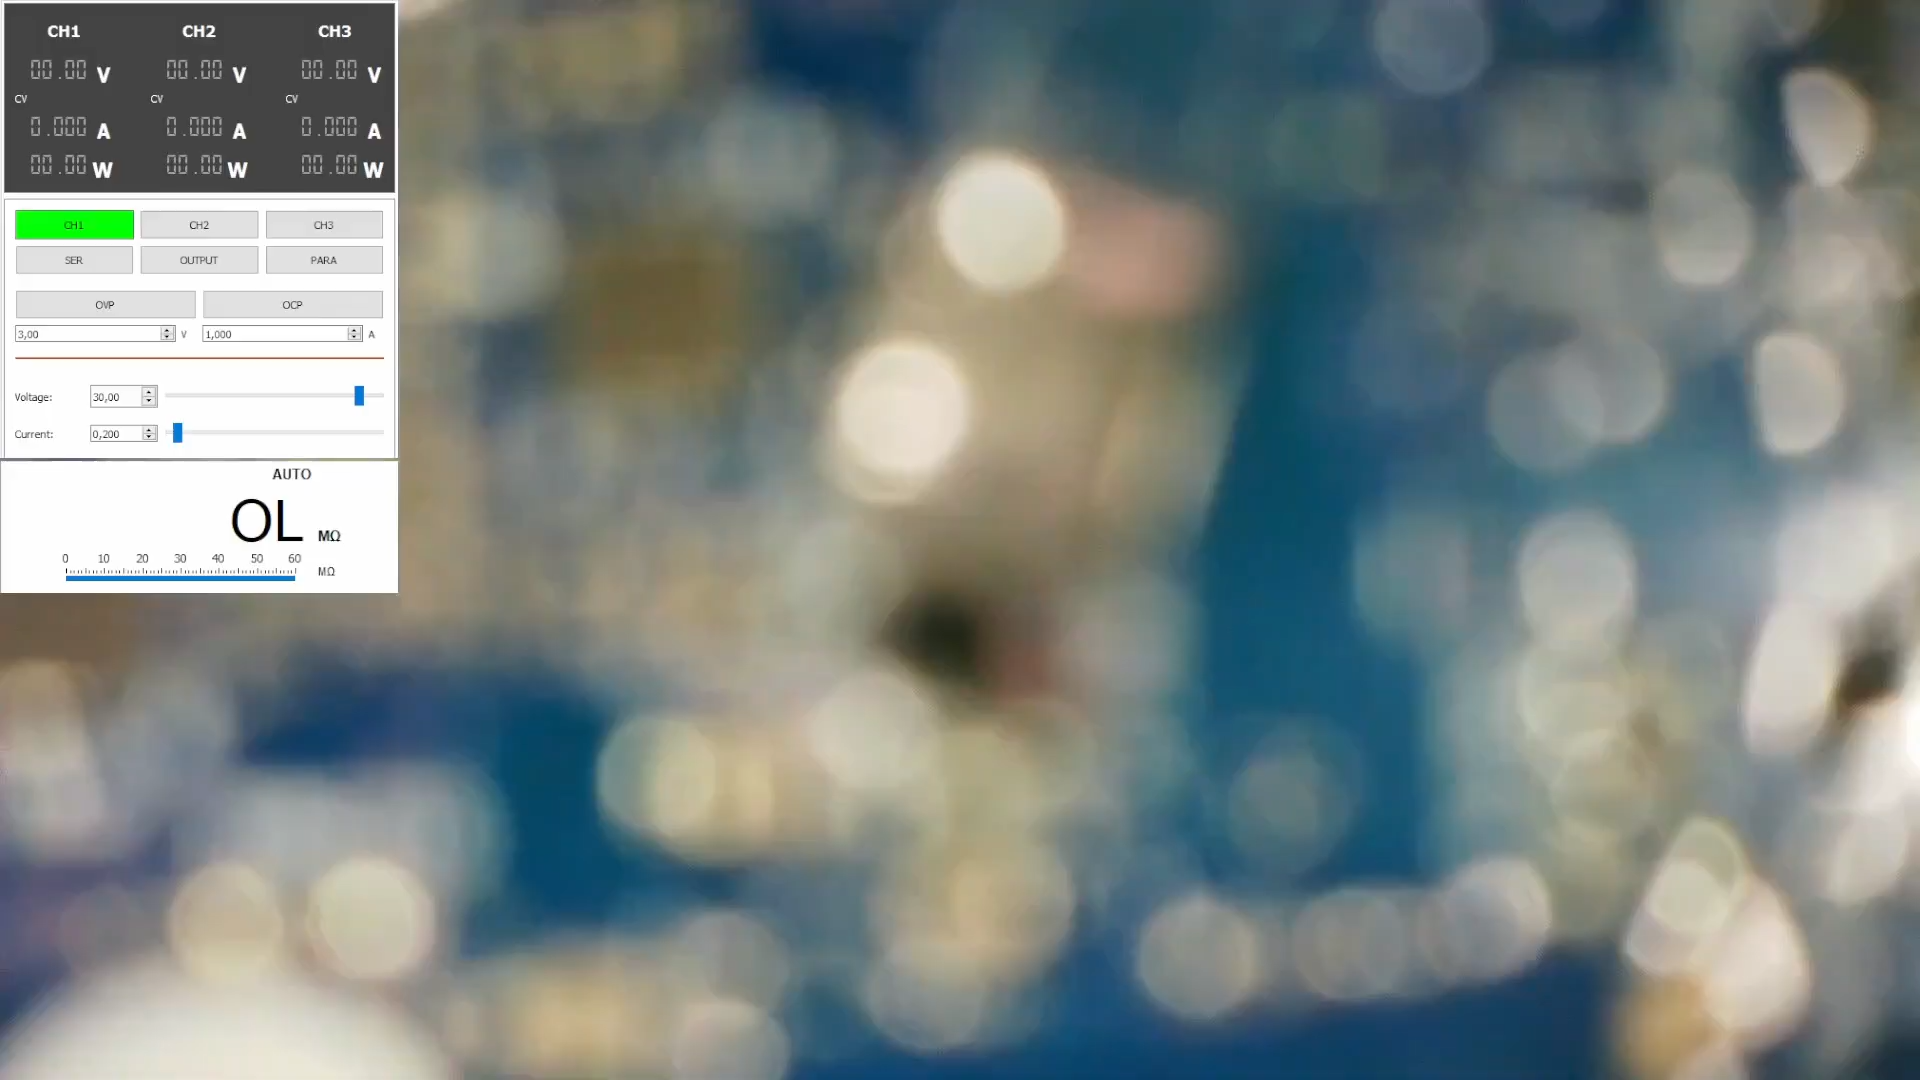 CH1 CH2 CH3
00.00 V 00.00 V 00.00 V
CV CV CV
0.000 A 0.000 A 0.000 A
00.00 W 00.00 W 00.00 W
CH1 CH2 CH3
SER OUTPUT PARA
OVP OCP
3,00 V 1,000 A
Voltage: 30,00
Current: 0,200
AUTO
OL MΩ
0 10 20 30 40 50 60
MΩ